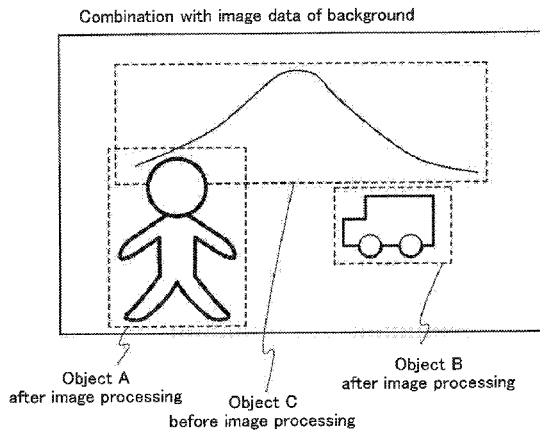 Combination with image data of background
Object A
after image processing
Object C
before image processing
Object B
after image processing